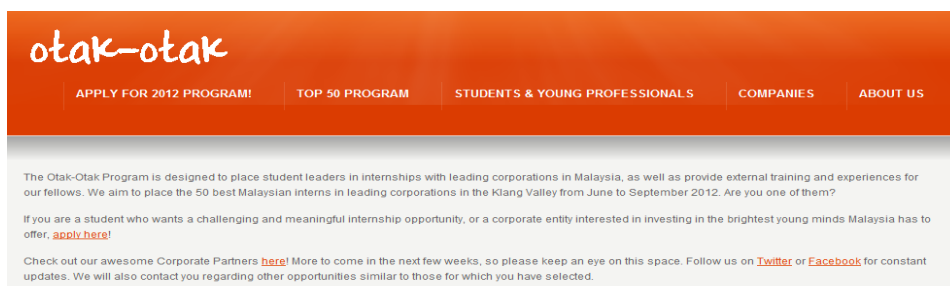 otak-otak
APPLY FOR 2012 PROGRAM! TOP 50 PROGRAM STUDENTS & YOUNG PROFESSIONALS COMPANIES ABOUT US
The Otak-Otak Program is designed to place student leaders in internships with leading corporations in Malaysia, as well as provide external training and experiences for
our fellows. We aim to place the 50 best Malaysian interns in leading corporations in the Klang Valley from June to September 2012. Are you one of them?
If you are a student who wants a challenging and meaningful internship opportunity, or a corporate entity interested in investing in the brightest young minds Malaysia has to
offer, apply here!
Check out our awesome Corporate Partners here! More to come in the next few weeks, so please keep an eye on this space. Follow us on Twitter or Facebook for constant
updates. We will also contact you regarding other opportunities similar to those for which you have selected.